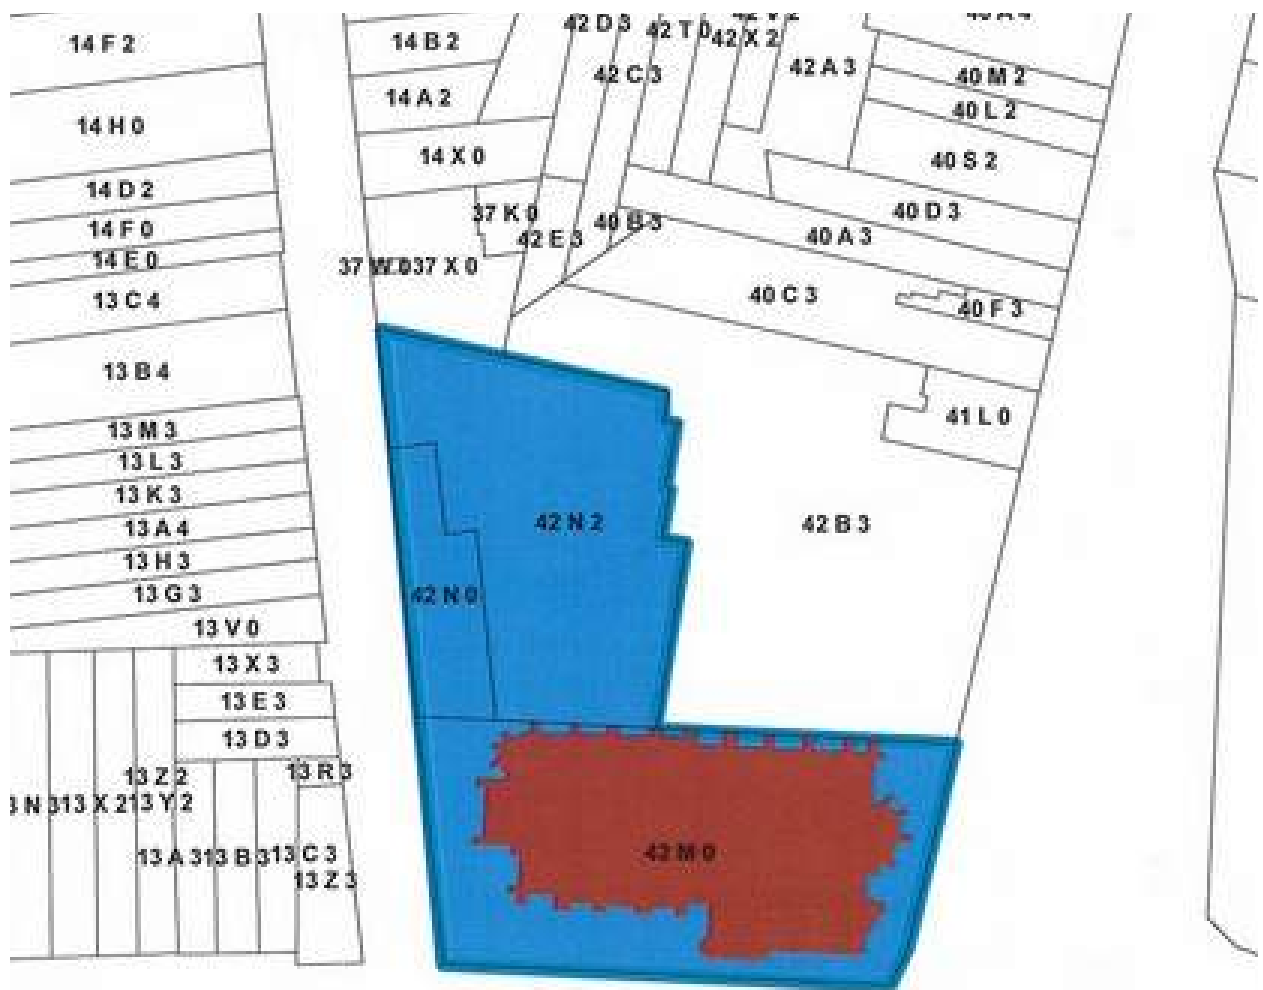 14 F 2
14 H 0
14 D 2
14 F 0
14 E 0
13 C 4
13 B 4
13 M 3
13 L 3
13 K 3
13 A 4
13 H 3
13 G 3
13 V 0
13 X 3
13 E 3
13 D 3
13 R 3
13 Z 2
3 N 3
13 X 2
13 Y 2
13 A 3
13 B 3
13 C 3
13 Z 3
14 B 2
14 A 2
14 X 0
37 K 0
37 W 0
37 X 0
42 D 3
42 T 0
42 X 2
42 C 3
42 A 3
42 E 3
40 B 3
40 M 2
40 L 2
40 S 2
40 D 3
40 A 3
40 C 3
40 F 3
41 L 0
42 N 2
42 B 3
42 N 0
42 M 0